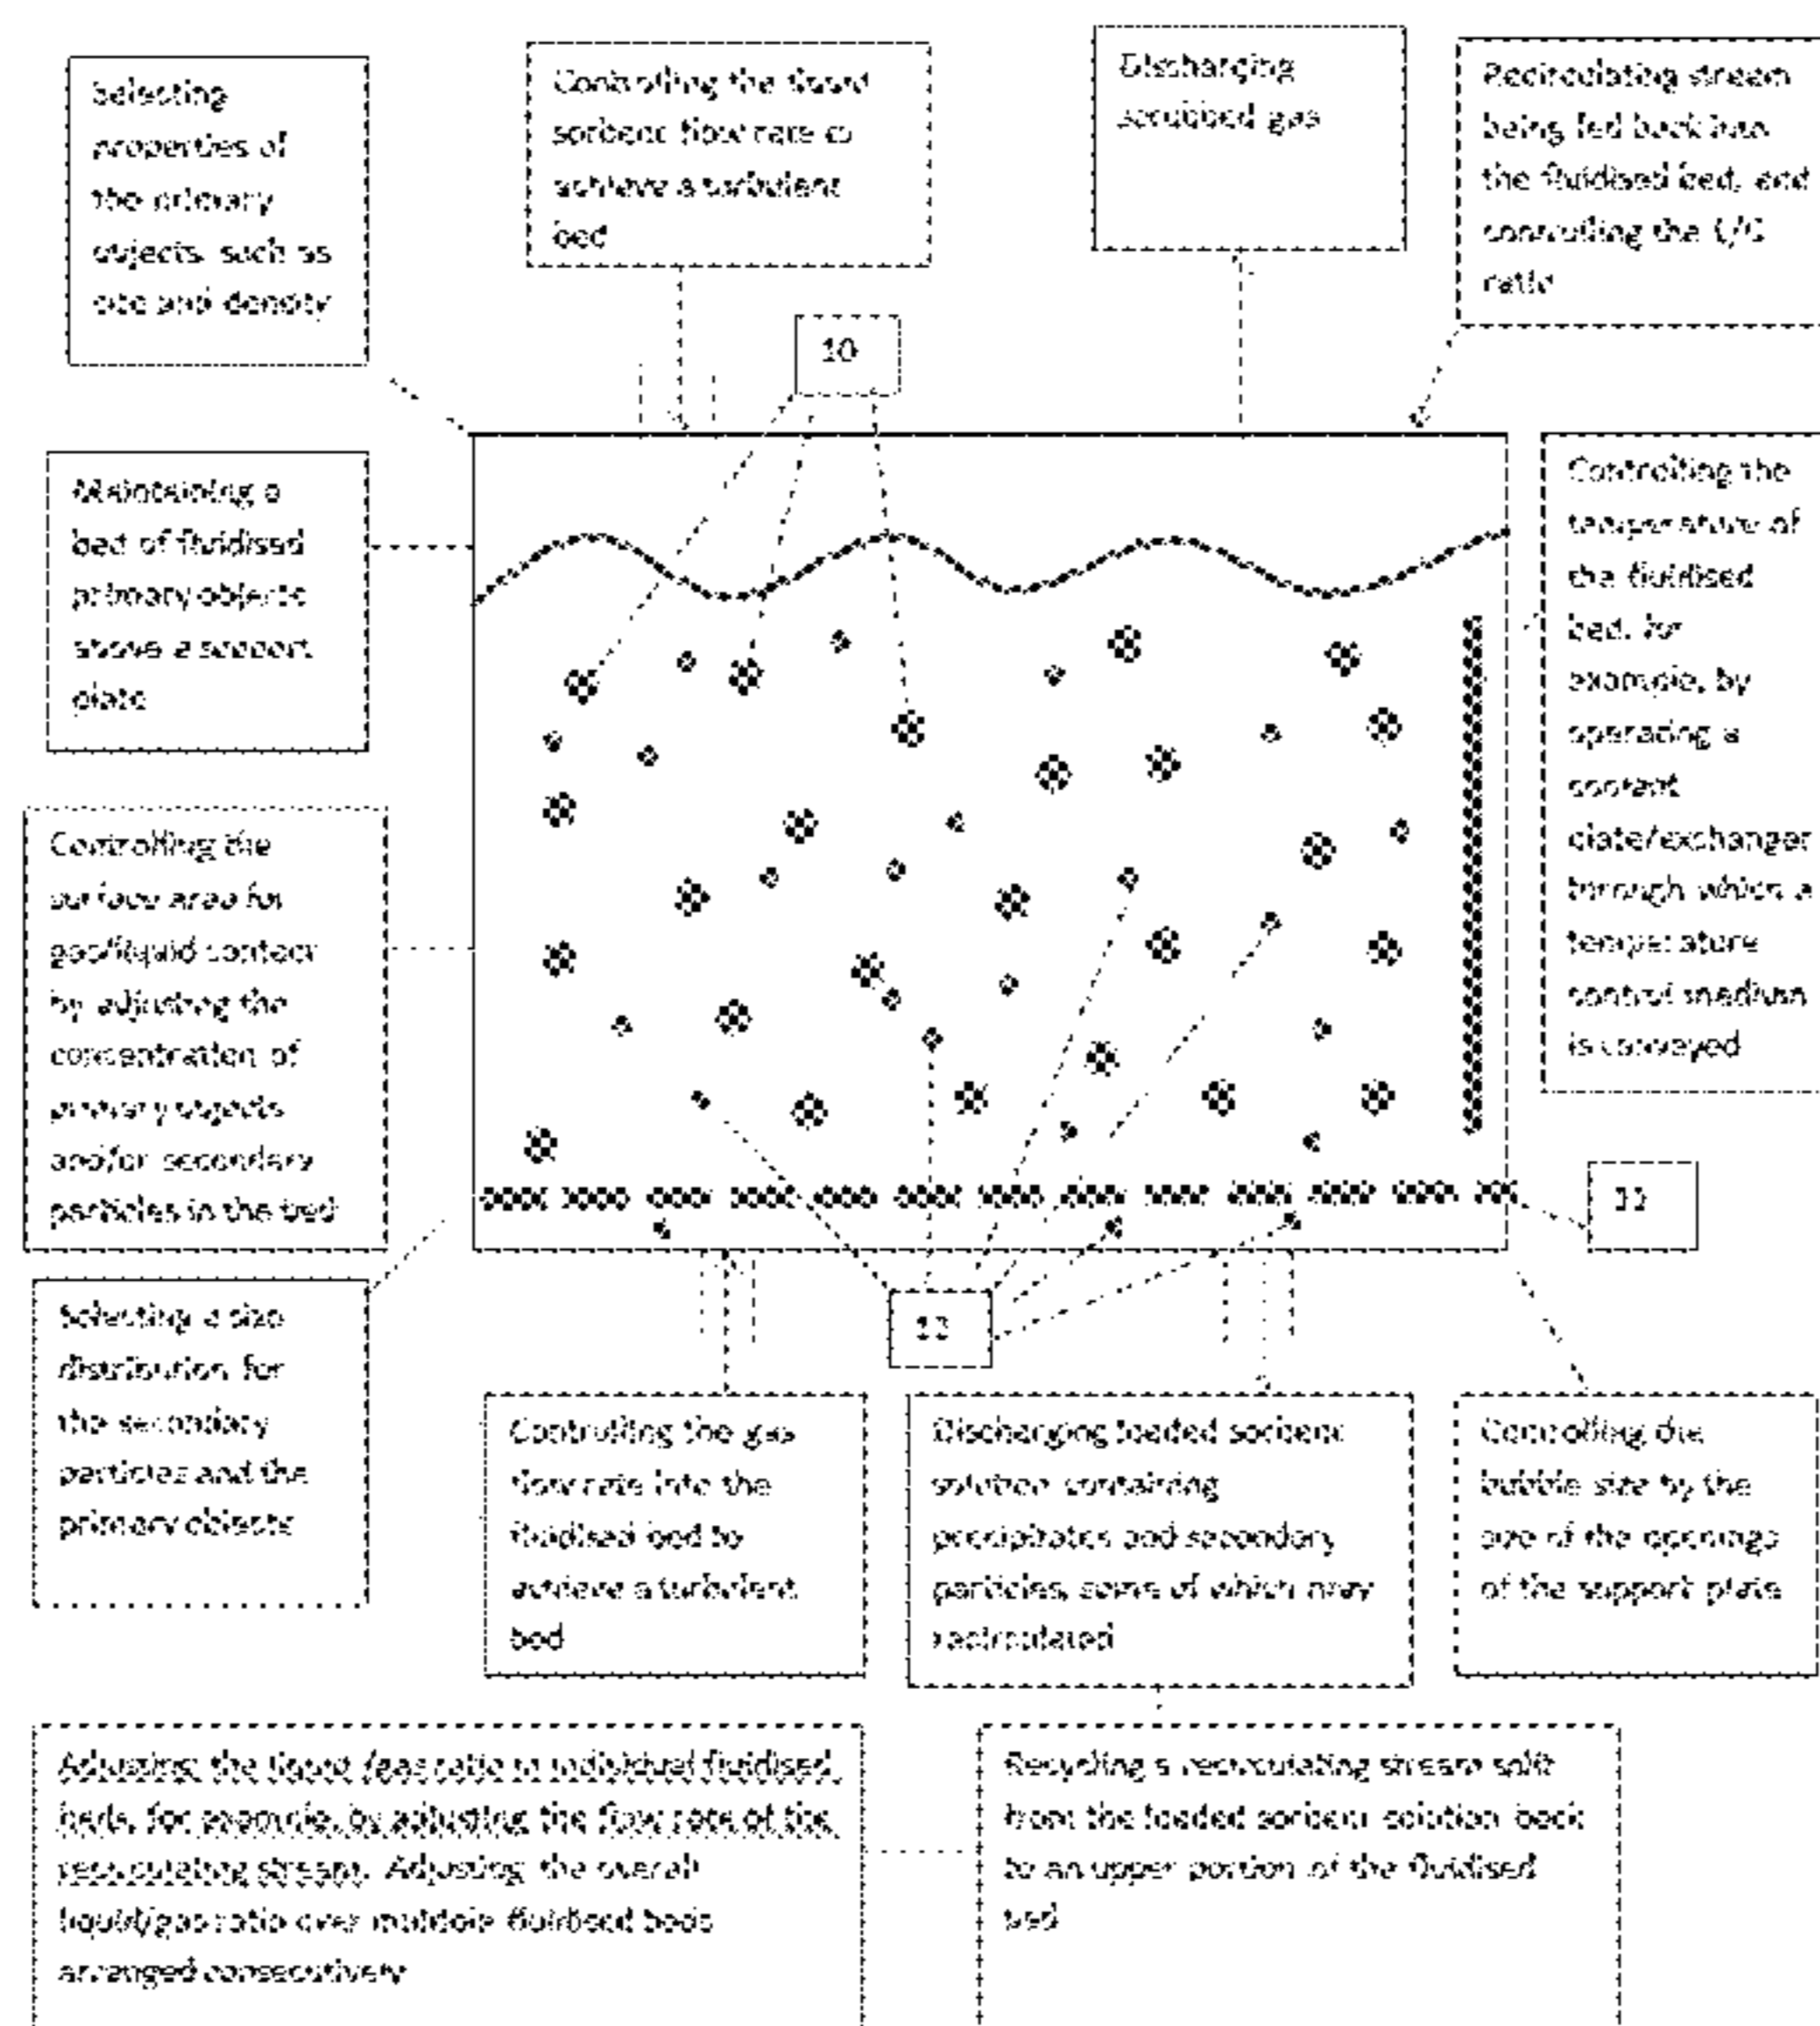 Selecting
properties of
the primary
objects, such as
size and density
Controlling the liquid
sorbent flow rate to
achieve a turbulent
bed
Discharging
scrubbed gas
Recirculating stream
being fed back into
the fluidised bed, and
controlling the L/G
ratio
10
Maintaining a
bed of fluidised
primary objects
above a support
plate
Controlling the
temperature of
the fluidised
bed, for
example, by
operating a
coolant
plate/exchanger
through which a
temperature
control medium
is conveyed
Controlling the
surface area for
gas/liquid contact
by adjusting the
concentration of
primary objects
and/or secondary
particles in the bed
Selecting a size
distribution for
the secondary
particles and the
primary objects
Controlling the gas
flow rate into the
fluidised bed to
achieve a turbulent
bed
Discharging loaded sorbent
solution containing
precipitates and secondary
particles, some of which may
recirculated
Controlling the
bubble size by the
size of the openings
of the support plate
Adjusting the liquid /gas ratio in individual fluidised
beds, for example, by adjusting the flow rate of the
recirculating stream. Adjusting the overall
liquid/gas ratio over multiple fluidised beds
arranged consecutively
Recycling a recirculating stream split
from the loaded sorbent solution back
to an upper portion of the fluidised
bed